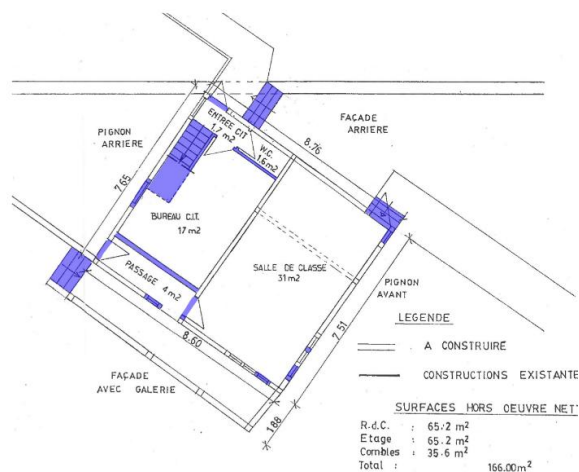 FAÇADE
ARRIERE
PIGNON
ARRIERE
ENTREE CIT
1.7 m2
W.C.
1.6 m2
8.76
7.65
BUREAU C.I.T.
17 m2
SALLE DE CLASSE
31 m2
PASSAGE 4 m2
PIGNON
AVANT
8.60
7.51
1.88
FAÇADE
AVEC GALERIE
LEGENDE
A CONSTRUIRE
CONSTRUCTIONS EXISTANTE
SURFACES HORS OEUVRE NETT
R.d.C. : 65.2 m²
Etage : 65.2 m²
Combles : 35.6 m²
Total : 166.00m²